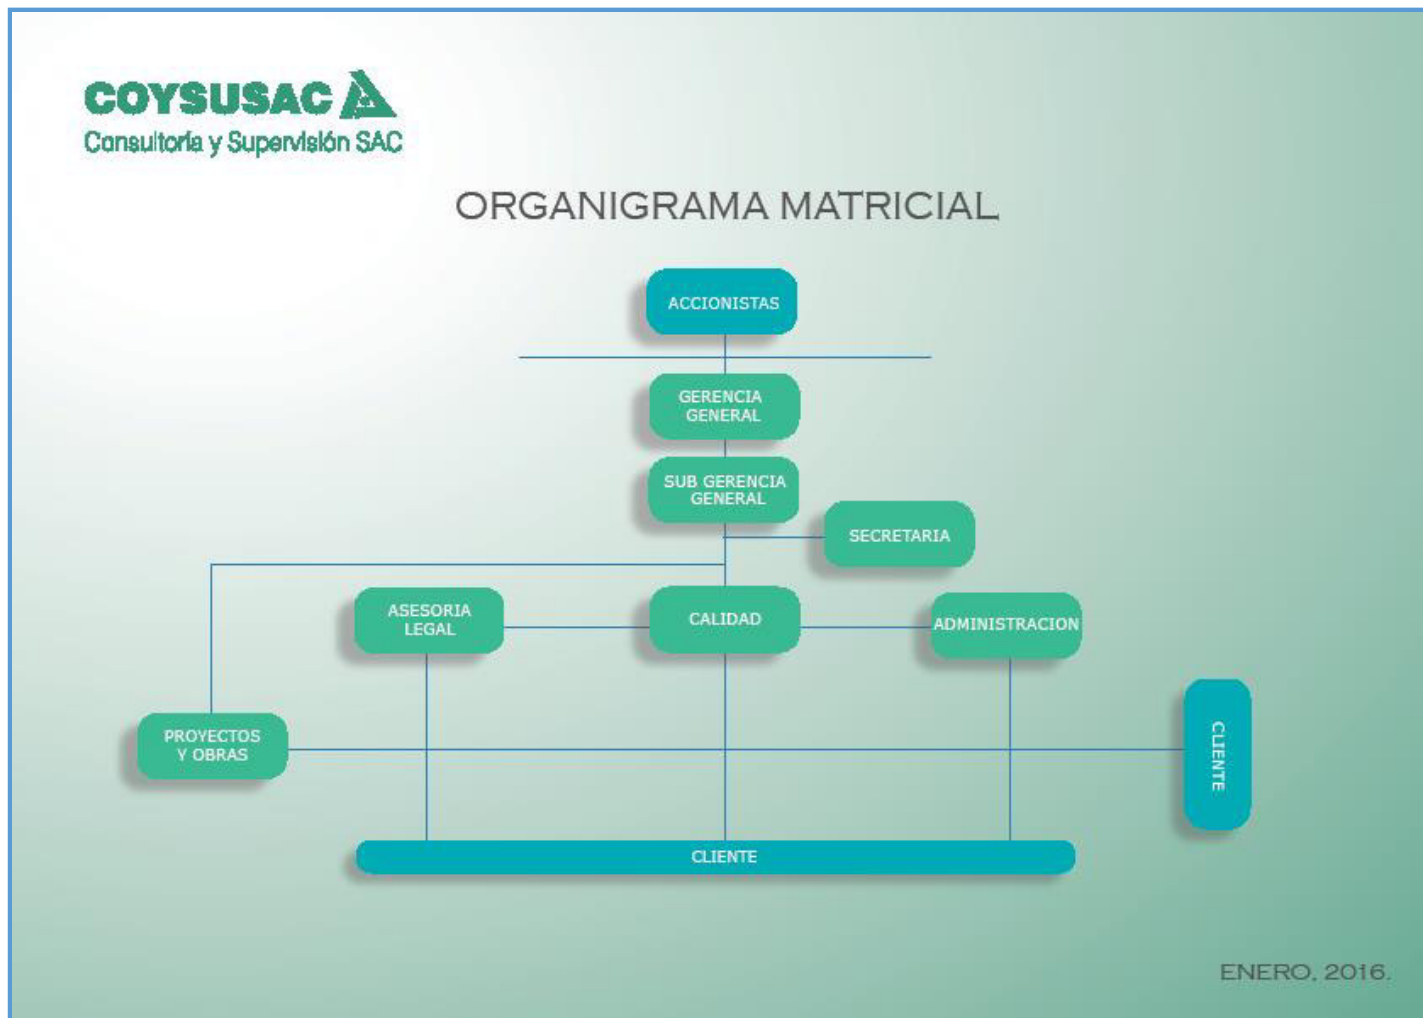 COYSUSAC
Consultoría y Supervisión SAC
ORGANIGRAMA MATRICIAL
ACCIONISTAS
GERENCIA
GENERAL
SUB GERENCIA
GENERAL
SECRETARIA
ASESORIA
LEGAL
CALIDAD
ADMINISTRACION
PROYECTOS
Y OBRAS
CLIENTE
CLIENTE
ENERO, 2016.